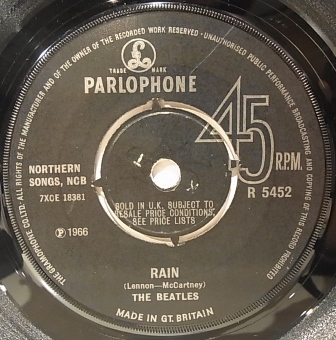 THE GRAMOPHONE CO. LTD. ALL RIGHTS OF THE MANUFACTURER AND OF THE OWNER OF THE RECORDED WORK RESERVED · UNAUTHORISED PUBLIC PERFORMANCE BROADCASTING AND COPYING OF THIS RECORD PROHIBITED
TRADE MARK
PARLOPHONE
45 R.P.M.
NORTHERN
SONGS, NCB
7XCE 18381
R 5452
SOLD IN U.K. SUBJECT TO
RESALE PRICE CONDITIONS,
SEE PRICE LISTS
℗ 1966
RAIN
(Lennon—McCartney)
THE BEATLES
MADE IN GT. BRITAIN